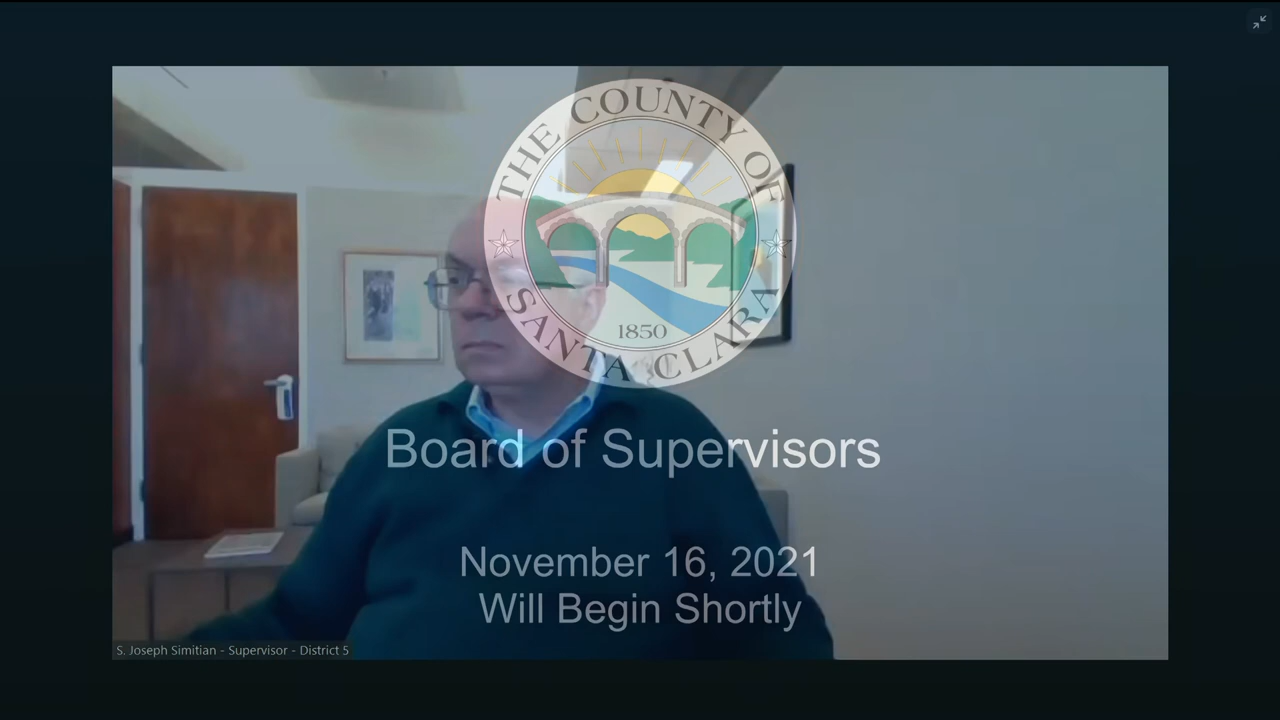 THE COUNTY OF
SANTA CLARA
1850
Board of Supervisors
November 16, 2021
Will Begin Shortly
S. Joseph Simitian - Supervisor - District 5